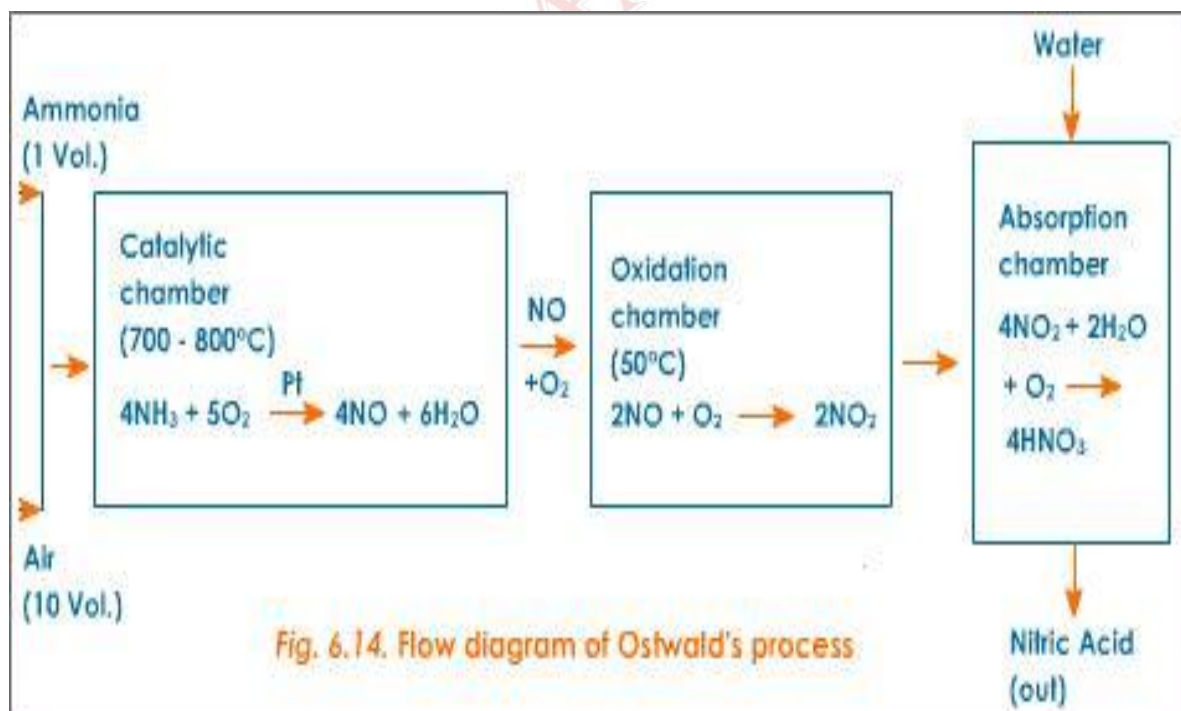 Ammonia
(1 Vol.)
Air
(10 Vol.)
Catalytic
chamber
(700 - 800°C)
Pt
4NH₃ + 5O₂ → 4NO + 6H₂O
NO
+O₂
Oxidation
chamber
(50°C)
2NO + O₂ → 2NO₂
Water
Absorption
chamber
4NO₂ + 2H₂O
+ O₂ →
4HNO₃
Nitric Acid
(out)
Fig. 6.14. Flow diagram of Ostwald's process